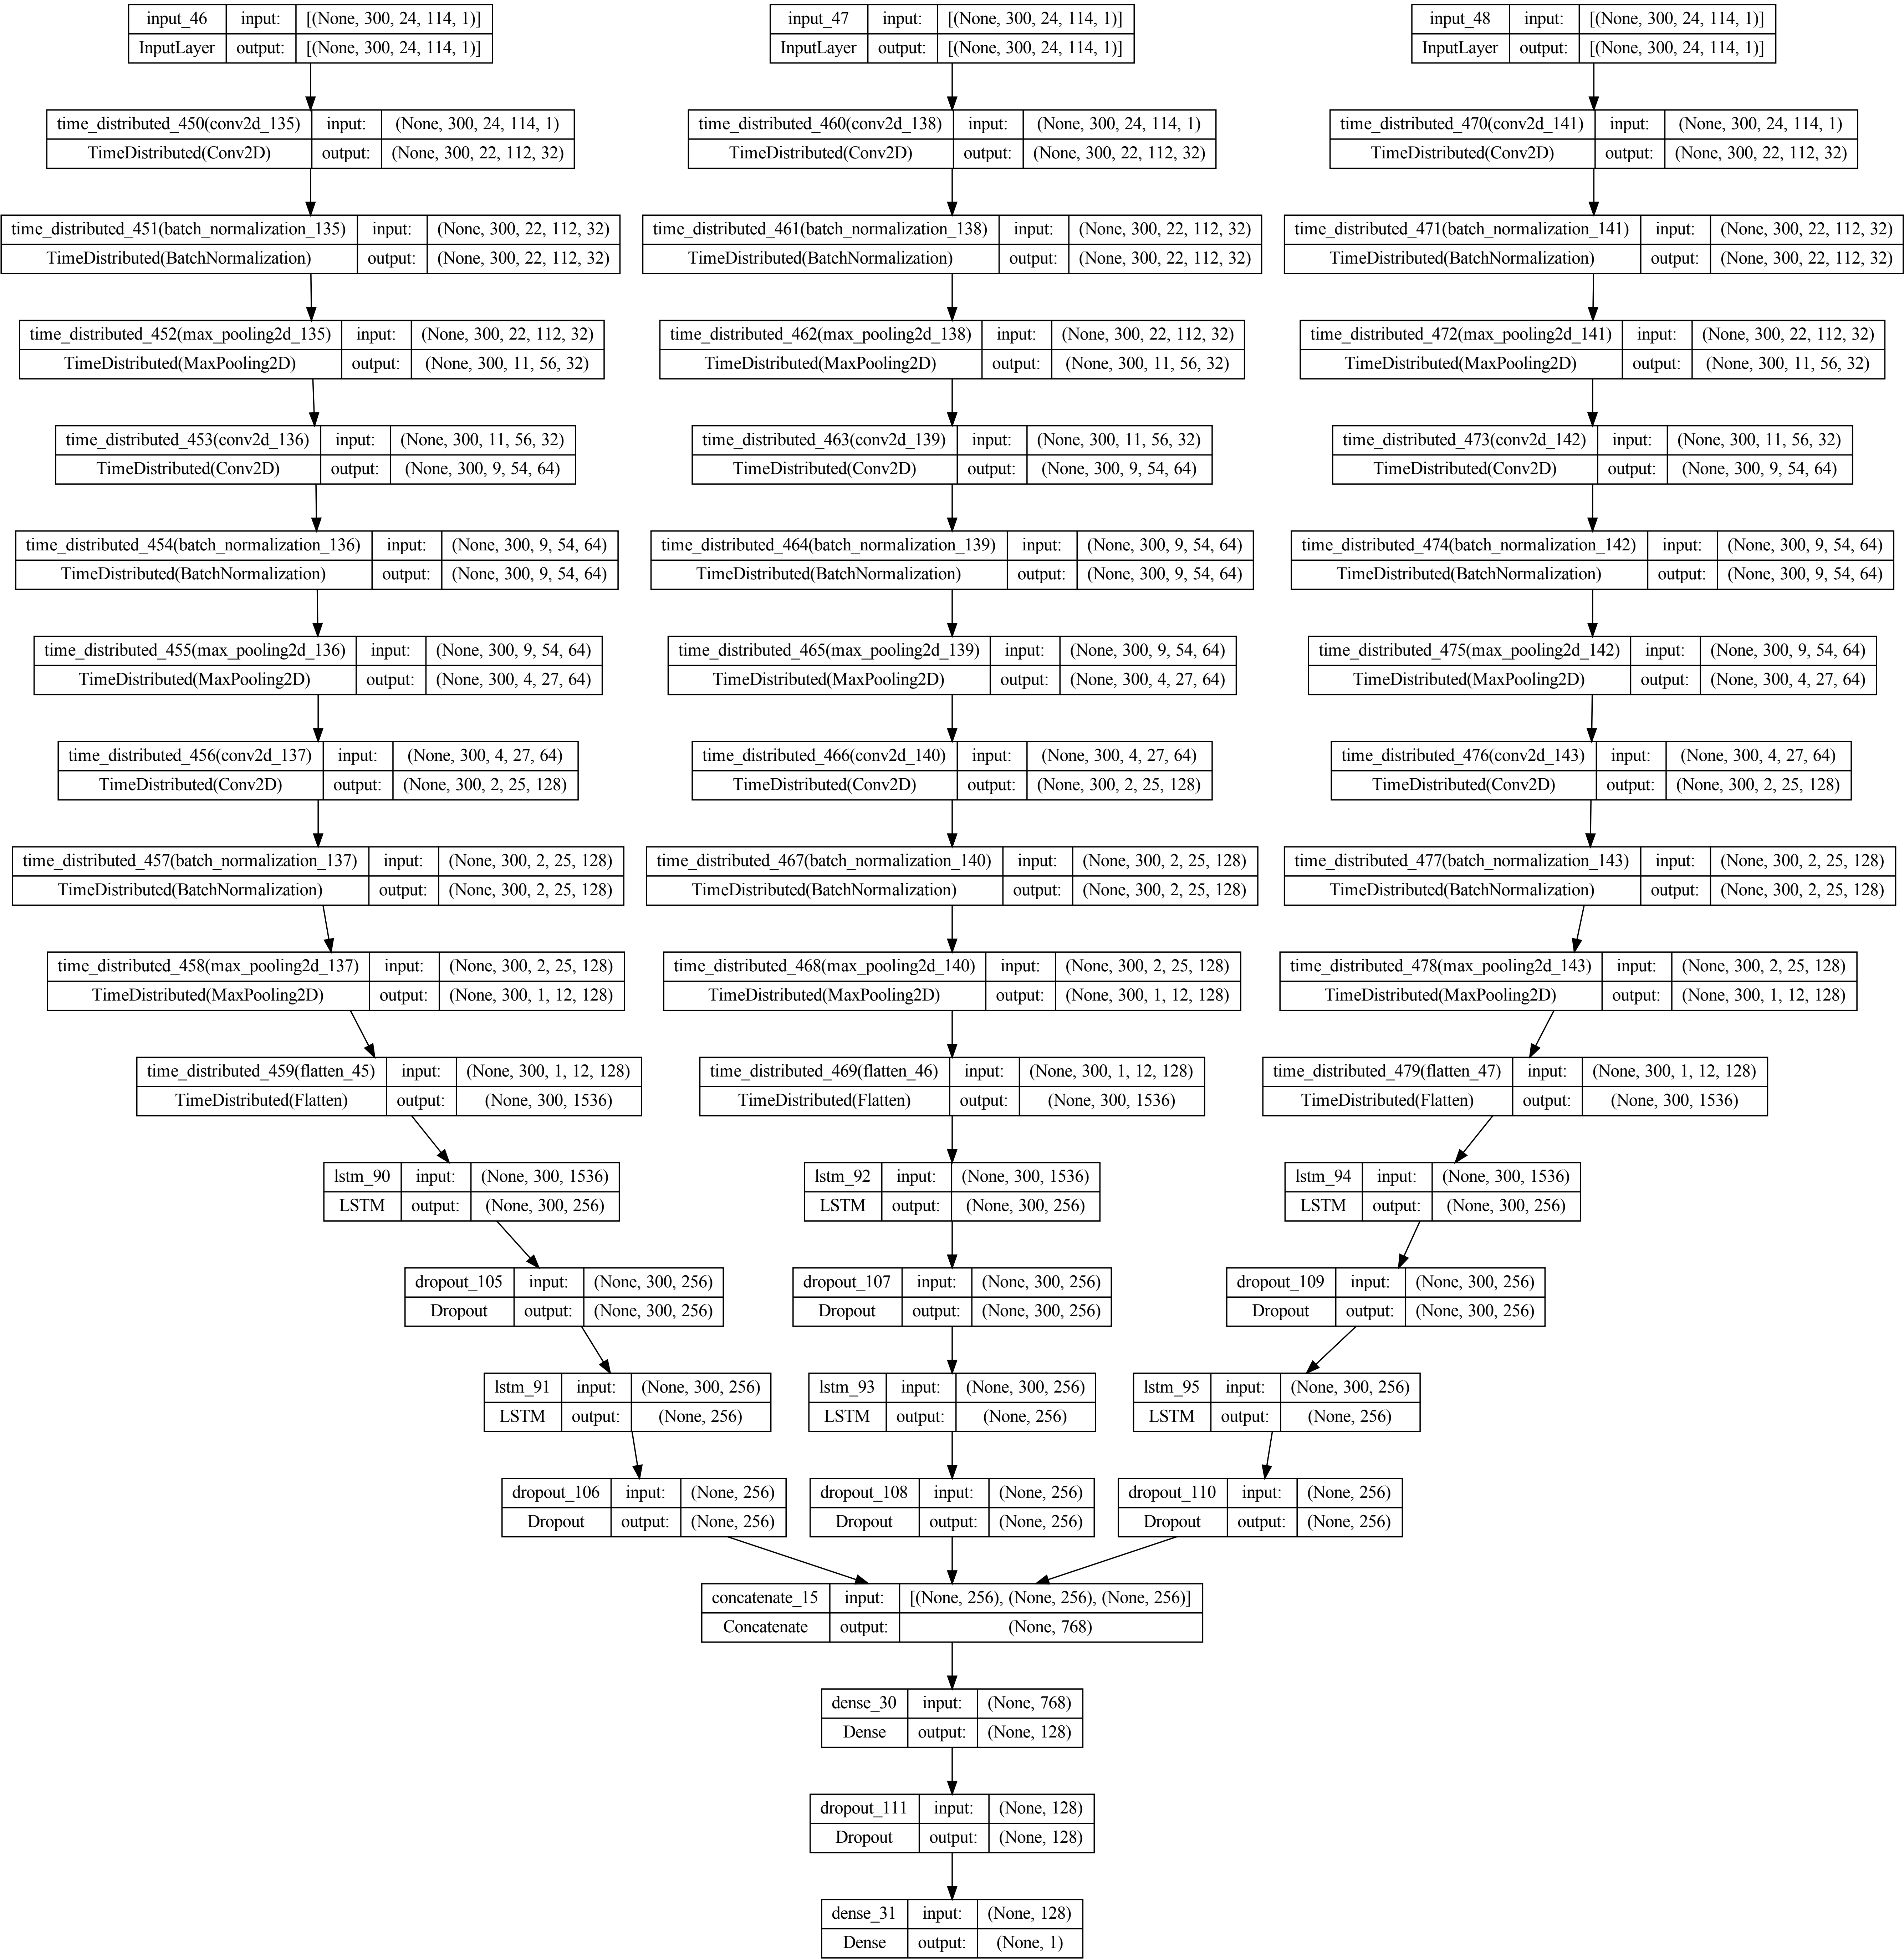 input_46 input: [(None, 300, 24, 114, 1)]
InputLayer output: [(None, 300, 24, 114, 1)]
input_47 input: [(None, 300, 24, 114, 1)]
InputLayer output: [(None, 300, 24, 114, 1)]
input_48 input: [(None, 300, 24, 114, 1)]
InputLayer output: [(None, 300, 24, 114, 1)]
time_distributed_450(conv2d_135) input: (None, 300, 24, 114, 1)
TimeDistributed(Conv2D) output: (None, 300, 22, 112, 32)
time_distributed_460(conv2d_138) input: (None, 300, 24, 114, 1)
TimeDistributed(Conv2D) output: (None, 300, 22, 112, 32)
time_distributed_470(conv2d_141) input: (None, 300, 24, 114, 1)
TimeDistributed(Conv2D) output: (None, 300, 22, 112, 32)
time_distributed_451(batch_normalization_135) input: (None, 300, 22, 112, 32)
TimeDistributed(BatchNormalization) output: (None, 300, 22, 112, 32)
time_distributed_461(batch_normalization_138) input: (None, 300, 22, 112, 32)
TimeDistributed(BatchNormalization) output: (None, 300, 22, 112, 32)
time_distributed_471(batch_normalization_141) input: (None, 300, 22, 112, 32)
TimeDistributed(BatchNormalization) output: (None, 300, 22, 112, 32)
time_distributed_452(max_pooling2d_135) input: (None, 300, 22, 112, 32)
TimeDistributed(MaxPooling2D) output: (None, 300, 11, 56, 32)
time_distributed_462(max_pooling2d_138) input: (None, 300, 22, 112, 32)
TimeDistributed(MaxPooling2D) output: (None, 300, 11, 56, 32)
time_distributed_472(max_pooling2d_141) input: (None, 300, 22, 112, 32)
TimeDistributed(MaxPooling2D) output: (None, 300, 11, 56, 32)
time_distributed_453(conv2d_136) input: (None, 300, 11, 56, 32)
TimeDistributed(Conv2D) output: (None, 300, 9, 54, 64)
time_distributed_463(conv2d_139) input: (None, 300, 11, 56, 32)
TimeDistributed(Conv2D) output: (None, 300, 9, 54, 64)
time_distributed_473(conv2d_142) input: (None, 300, 11, 56, 32)
TimeDistributed(Conv2D) output: (None, 300, 9, 54, 64)
time_distributed_454(batch_normalization_136) input: (None, 300, 9, 54, 64)
TimeDistributed(BatchNormalization) output: (None, 300, 9, 54, 64)
time_distributed_464(batch_normalization_139) input: (None, 300, 9, 54, 64)
TimeDistributed(BatchNormalization) output: (None, 300, 9, 54, 64)
time_distributed_474(batch_normalization_142) input: (None, 300, 9, 54, 64)
TimeDistributed(BatchNormalization) output: (None, 300, 9, 54, 64)
time_distributed_455(max_pooling2d_136) input: (None, 300, 9, 54, 64)
TimeDistributed(MaxPooling2D) output: (None, 300, 4, 27, 64)
time_distributed_465(max_pooling2d_139) input: (None, 300, 9, 54, 64)
TimeDistributed(MaxPooling2D) output: (None, 300, 4, 27, 64)
time_distributed_475(max_pooling2d_142) input: (None, 300, 9, 54, 64)
TimeDistributed(MaxPooling2D) output: (None, 300, 4, 27, 64)
time_distributed_456(conv2d_137) input: (None, 300, 4, 27, 64)
TimeDistributed(Conv2D) output: (None, 300, 2, 25, 128)
time_distributed_466(conv2d_140) input: (None, 300, 4, 27, 64)
TimeDistributed(Conv2D) output: (None, 300, 2, 25, 128)
time_distributed_476(conv2d_143) input: (None, 300, 4, 27, 64)
TimeDistributed(Conv2D) output: (None, 300, 2, 25, 128)
time_distributed_457(batch_normalization_137) input: (None, 300, 2, 25, 128)
TimeDistributed(BatchNormalization) output: (None, 300, 2, 25, 128)
time_distributed_467(batch_normalization_140) input: (None, 300, 2, 25, 128)
TimeDistributed(BatchNormalization) output: (None, 300, 2, 25, 128)
time_distributed_477(batch_normalization_143) input: (None, 300, 2, 25, 128)
TimeDistributed(BatchNormalization) output: (None, 300, 2, 25, 128)
time_distributed_458(max_pooling2d_137) input: (None, 300, 2, 25, 128)
TimeDistributed(MaxPooling2D) output: (None, 300, 1, 12, 128)
time_distributed_468(max_pooling2d_140) input: (None, 300, 2, 25, 128)
TimeDistributed(MaxPooling2D) output: (None, 300, 1, 12, 128)
time_distributed_478(max_pooling2d_143) input: (None, 300, 2, 25, 128)
TimeDistributed(MaxPooling2D) output: (None, 300, 1, 12, 128)
time_distributed_459(flatten_45) input: (None, 300, 1, 12, 128)
TimeDistributed(Flatten) output: (None, 300, 1536)
time_distributed_469(flatten_46) input: (None, 300, 1, 12, 128)
TimeDistributed(Flatten) output: (None, 300, 1536)
time_distributed_479(flatten_47) input: (None, 300, 1, 12, 128)
TimeDistributed(Flatten) output: (None, 300, 1536)
lstm_90 input: (None, 300, 1536)
LSTM output: (None, 300, 256)
lstm_92 input: (None, 300, 1536)
LSTM output: (None, 300, 256)
lstm_94 input: (None, 300, 1536)
LSTM output: (None, 300, 256)
dropout_105 input: (None, 300, 256)
Dropout output: (None, 300, 256)
dropout_107 input: (None, 300, 256)
Dropout output: (None, 300, 256)
dropout_109 input: (None, 300, 256)
Dropout output: (None, 300, 256)
lstm_91 input: (None, 300, 256)
LSTM output: (None, 256)
lstm_93 input: (None, 300, 256)
LSTM output: (None, 256)
lstm_95 input: (None, 300, 256)
LSTM output: (None, 256)
dropout_106 input: (None, 256)
Dropout output: (None, 256)
dropout_108 input: (None, 256)
Dropout output: (None, 256)
dropout_110 input: (None, 256)
Dropout output: (None, 256)
concatenate_15 input: [(None, 256), (None, 256), (None, 256)]
Concatenate output: (None, 768)
dense_30 input: (None, 768)
Dense output: (None, 128)
dropout_111 input: (None, 128)
Dropout output: (None, 128)
dense_31 input: (None, 128)
Dense output: (None, 1)